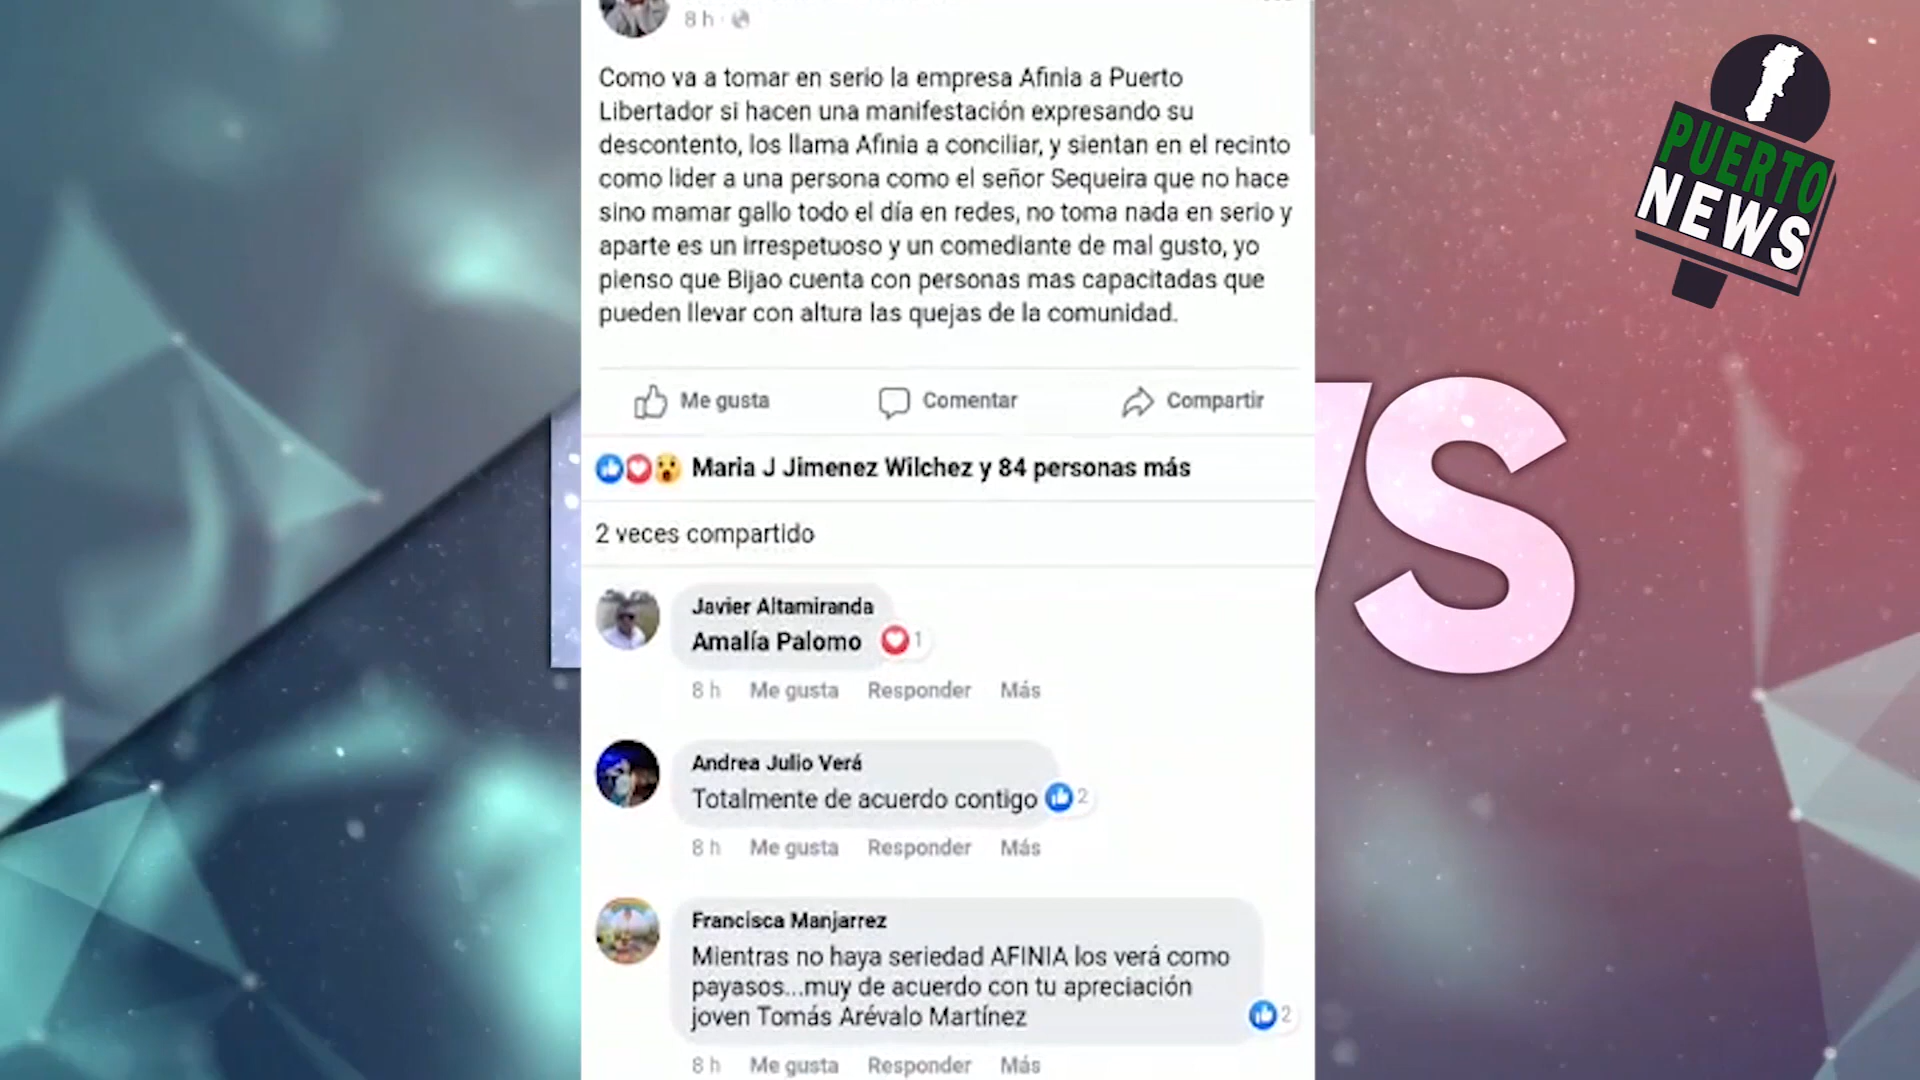 8 h
Como va a tomar en serio la empresa Afinia a Puerto
Libertador si hacen una manifestación expresando su
descontento, los llama Afinia a conciliar, y sientan en el recinto
como lider a una persona como el señor Sequeira que no hace
sino mamar gallo todo el día en redes, no toma nada en serio y
aparte es un irrespetuoso y un comediante de mal gusto, yo
pienso que Bijao cuenta con personas mas capacitadas que
pueden llevar con altura las quejas de la comunidad.
Me gusta Comentar Compartir
Maria J Jimenez Wilchez y 84 personas más
2 veces compartido
Javier Altamiranda
Amalía Palomo 1
8 h Me gusta Responder Más
Andrea Julio Verá
Totalmente de acuerdo contigo 2
8 h Me gusta Responder Más
Francisca Manjarrez
Mientras no haya seriedad AFINIA los verá como
payasos...muy de acuerdo con tu apreciación
joven Tomás Arévalo Martínez 2
8 h Me gusta Responder Más
PUERTO
NEWS
S